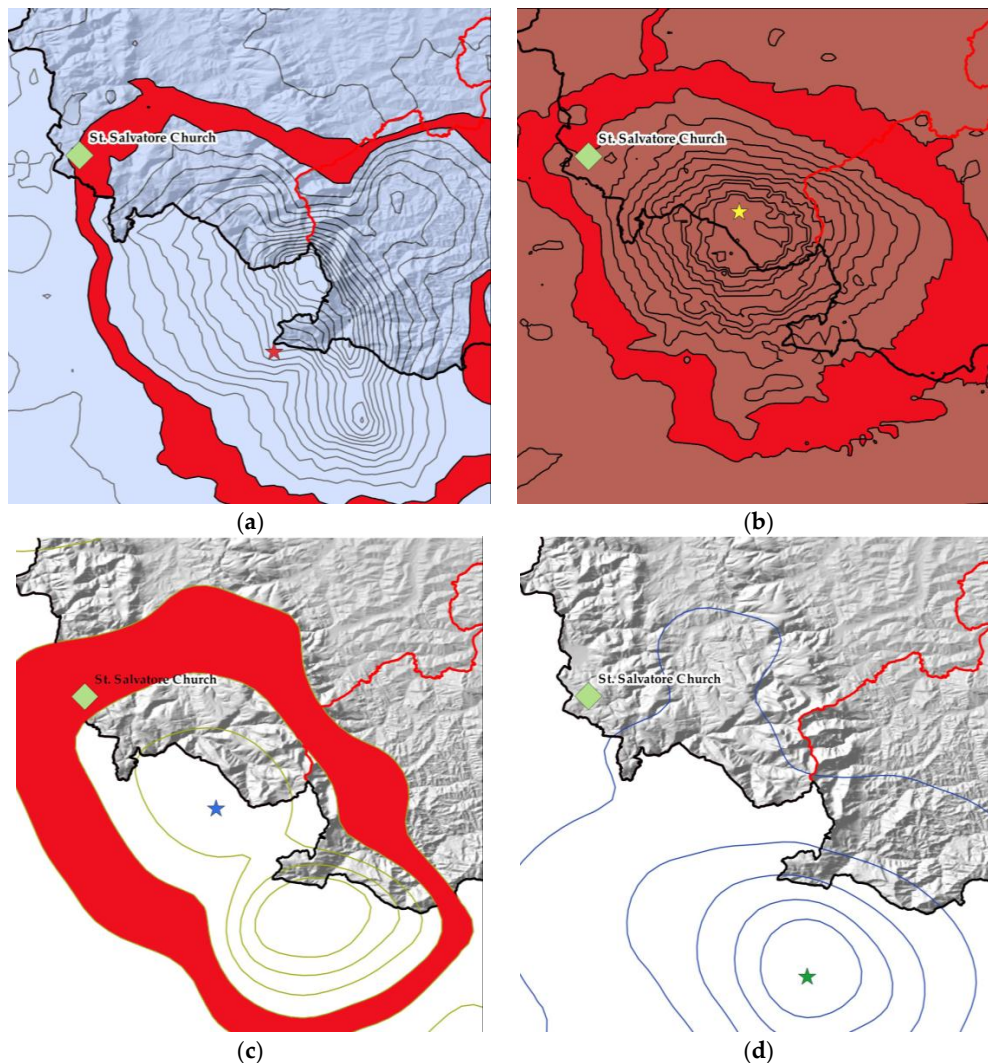 St. Salvatore Church
St. Salvatore Church
(a)
(b)
St. Salvatore Church
St. Salvatore Church
(c)
(d)